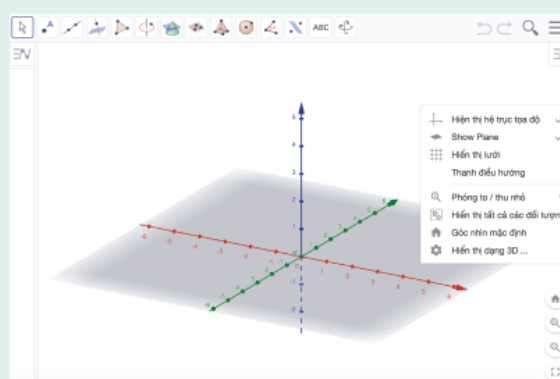 ABC
Hiện thị hệ trục tọa độ
Show Plane
Hiển thị lưới
Thanh điều hướng
Phóng to / thu nhỏ
Hiển thị tất cả các đối tượn
Góc nhìn mặc định
Hiển thị dạng 3D ...